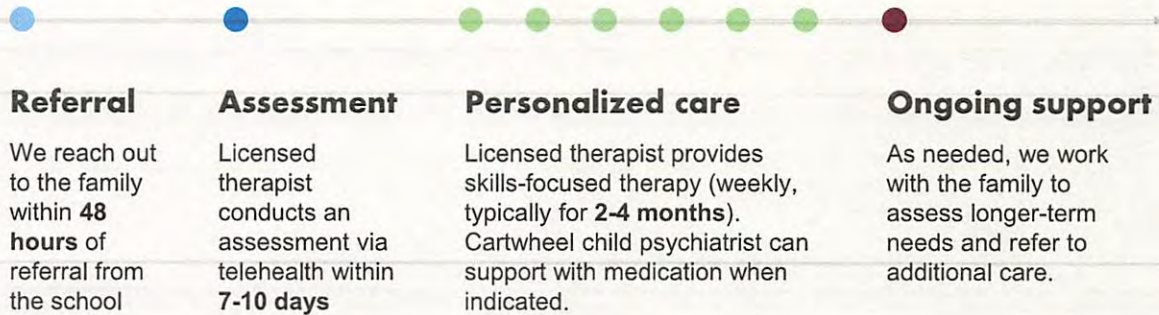 Referral
We reach out
to the family
within 48
hours of
referral from
the school
Assessment
Licensed
therapist
conducts an
assessment via
telehealth within
7-10 days
Personalized care
Licensed therapist provides
skills-focused therapy (weekly,
typically for 2-4 months).
Cartwheel child psychiatrist can
support with medication when
indicated.
Ongoing support
As needed, we work
with the family to
assess longer-term
needs and refer to
additional care.